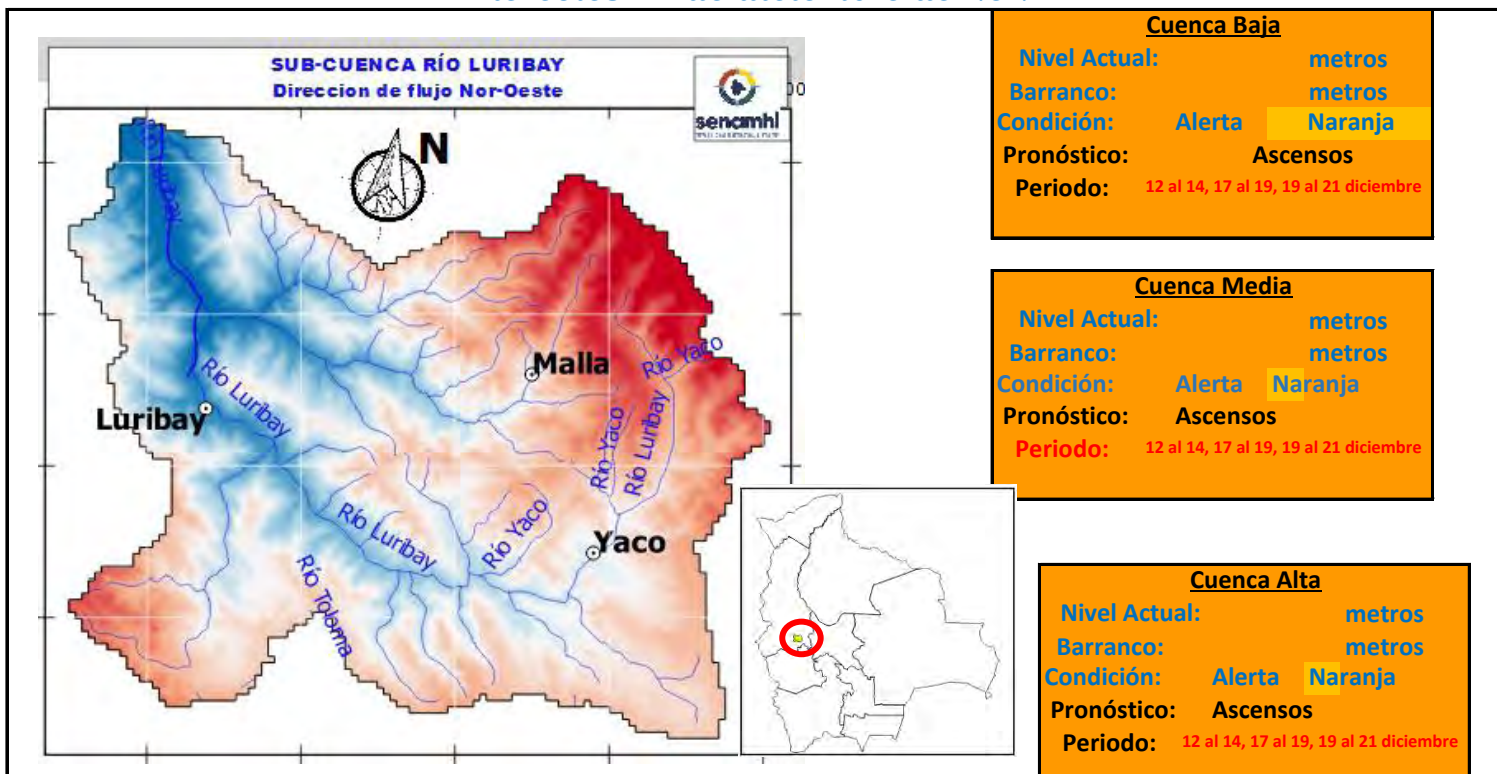 SUB-CUENCA RÍO LURIBAY
Direccion de flujo Nor-Oeste
senamhi
00
N
Luribay
Malla
Río Yaco
Río Luribay
Luribay
Río Yaco
Río Luribay
Río Luribay
Río Yaco
Yaco
Río Tolama
Cuenca Baja
Nivel Actual: metros
Barranco: metros
Condición: Alerta Naranja
Pronóstico: Ascensos
Periodo: 12 al 14, 17 al 19, 19 al 21 diciembre
Cuenca Media
Nivel Actual: metros
Barranco: metros
Condición: Alerta Naranja
Pronóstico: Ascensos
Periodo: 12 al 14, 17 al 19, 19 al 21 diciembre
Cuenca Alta
Nivel Actual: metros
Barranco: metros
Condición: Alerta Naranja
Pronóstico: Ascensos
Periodo: 12 al 14, 17 al 19, 19 al 21 diciembre